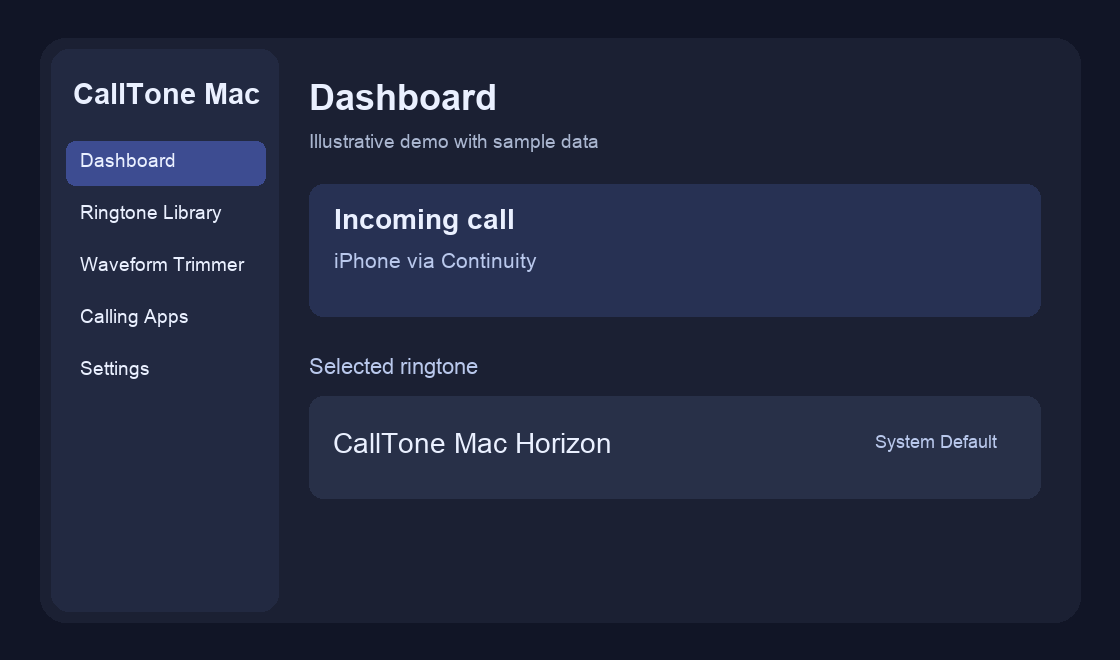 CallTone Mac
Dashboard
Ringtone Library
Waveform Trimmer
Calling Apps
Settings
Dashboard
Illustrative demo with sample data
Incoming call
iPhone via Continuity
Selected ringtone
CallTone Mac Horizon
System Default